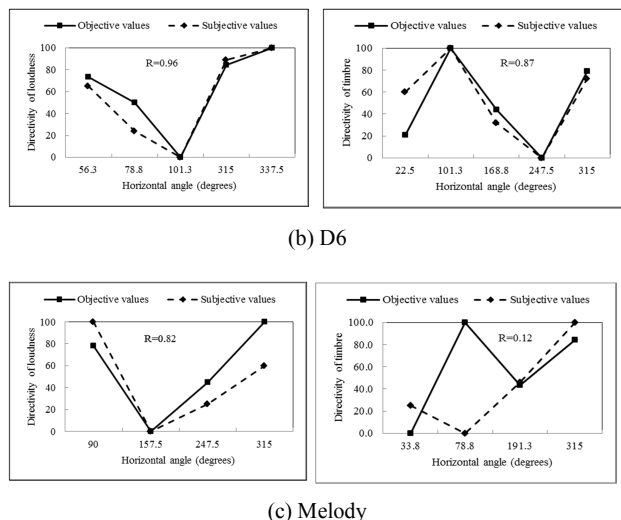 Objective values Subjective values
Directivity of loudness
100
80
60
40
20
0
R=0.96
56.3 78.8 101.3 315 337.5
Horizontal angle (degrees)
Objective values Subjective values
Directivity of timbre
100
80
60
40
20
0
R=0.87
22.5 101.3 168.8 247.5 315
Horizontal angle (degrees)
(b) D6
Objective values Subjective values
Directivity of loudness
100
80
60
40
20
0
R=0.82
90 157.5 247.5 315
Horizontal angle (degrees)
Objective values Subjective values
Directivity of timbre
100.0
80.0
60.0
40.0
20.0
0.0
R=0.12
33.8 78.8 191.3 315
Horizontal angle (degrees)
(c) Melody